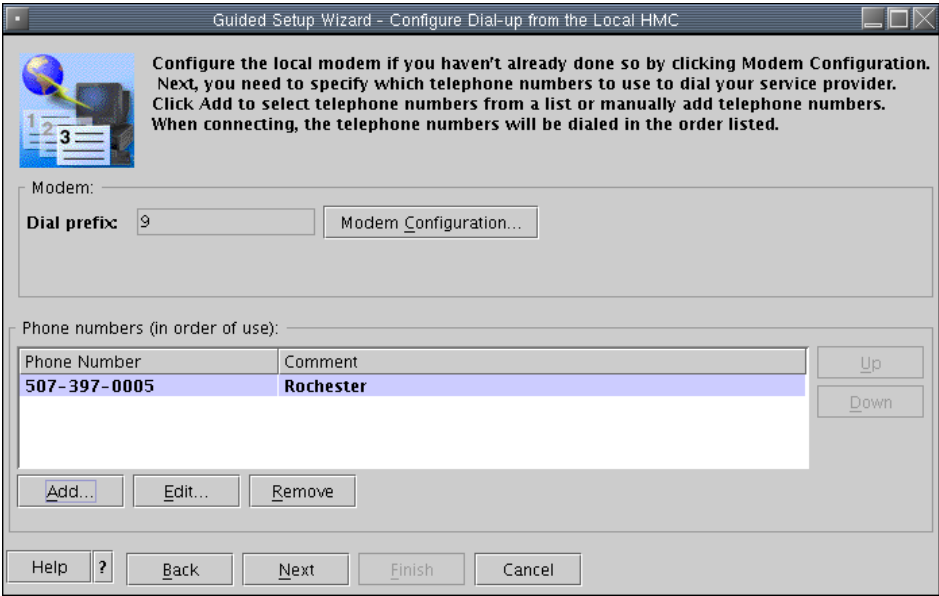 Guided Setup Wizard - Configure Dial-up from the Local HMC
Configure the local modem if you haven't already done so by clicking Modem Configuration.
Next, you need to specify which telephone numbers to use to dial your service provider.
Click Add to select telephone numbers from a list or manually add telephone numbers.
When connecting, the telephone numbers will be dialed in the order listed.
1
2
3
Modem:
Dial prefix: 9 Modem Configuration...
Phone numbers (in order of use):
Phone Number Comment
507-397-0005 Rochester
Up
Down
Add... Edit... Remove
Help ? Back Next Finish Cancel